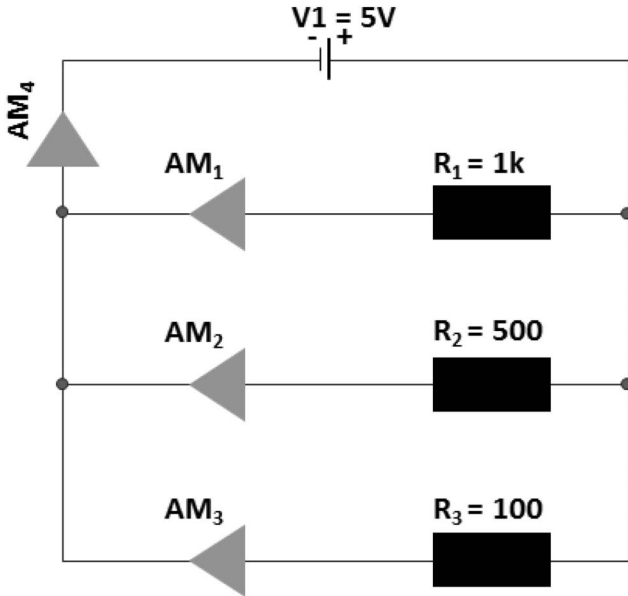 V1 = 5V
- +
AM₄
AM₁
R₁ = 1k
AM₂
R₂ = 500
AM₃
R₃ = 100